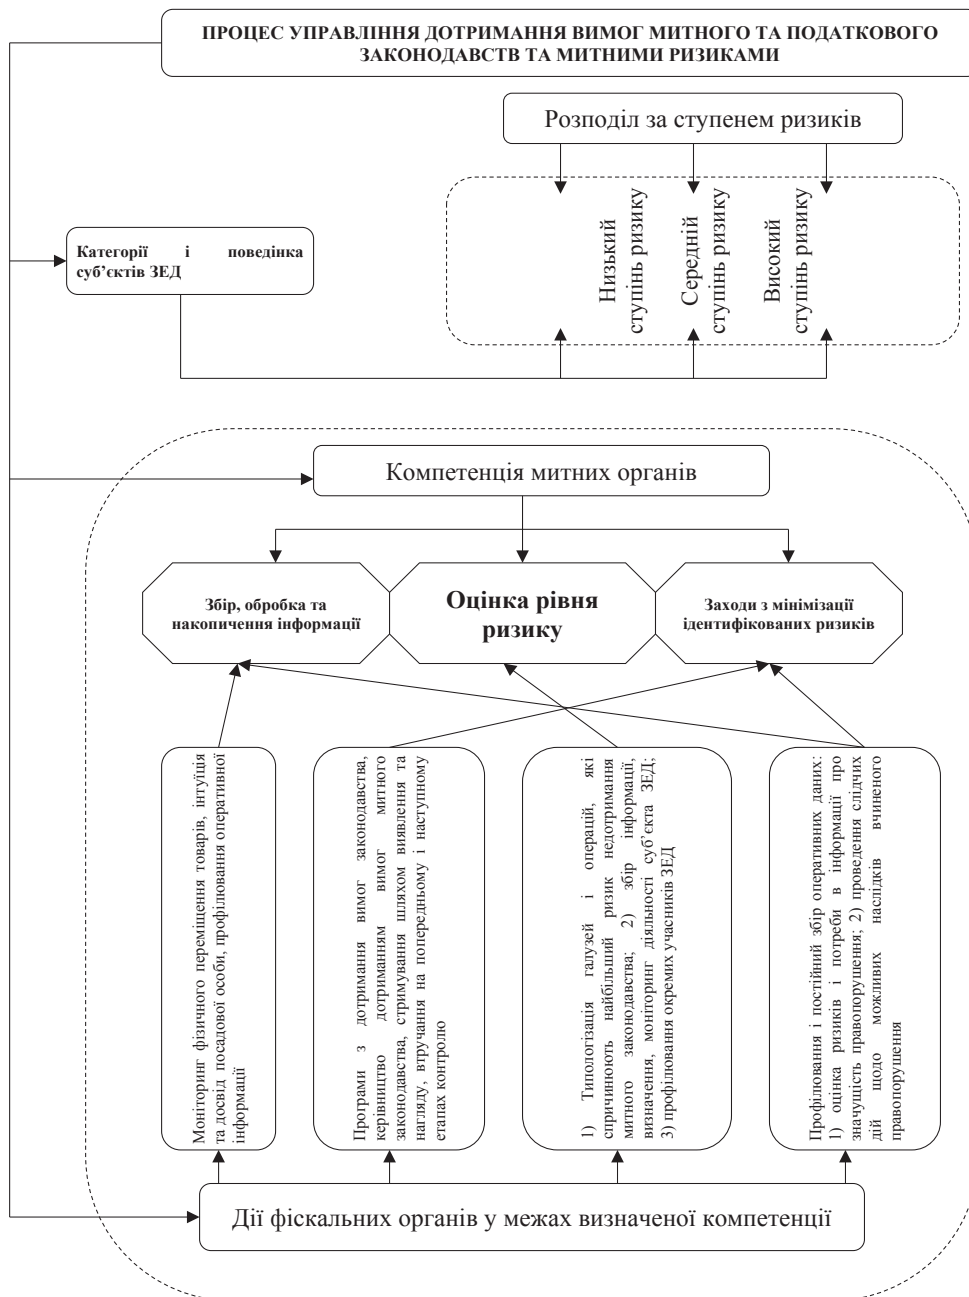 ПРОЦЕС УПРАВЛІННЯ ДОТРИМАННЯ ВИМОГ МИТНОГО ТА ПОДАТКОВОГО
ЗАКОНОДАВСТВ ТА МИТНИМИ РИЗИКАМИ
Розподіл за ступенем ризиків
Низький
ступінь ризику
Середній
ступінь ризику
Високий
ступінь ризику
Категорії і поведінка
суб’єктів ЗЕД
Компетенція митних органів
Збір, обробка та
накопичення інформації
Оцінка рівня
ризику
Заходи з мінімізації
ідентифікованих ризиків
Моніторинг фізичного переміщення товарів, інтуїція
та досвід посадової особи, профілювання оперативної
інформації
Програми з дотримання вимог законодавства,
керівництво дотриманням вимог митного
законодавства, стримування шляхом виявлення та
нагляду, втручання на попередньому і наступному
етапах контролю
1) Типологізація галузей і операцій, які
спричинюють найбільший ризик недотримання
митного законодавства; 2) збір інформації,
визначення, моніторинг діяльності суб’єкта ЗЕД;
3) профілювання окремих учасників ЗЕД
Профілювання і постійний збір оперативних даних:
1) оцінка ризиків і потреби в інформації про
значущість правопорушення; 2) проведення слідчих
дій щодо можливих наслідків вчиненого
правопорушення
Дії фіскальних органів у межах визначеної компетенції